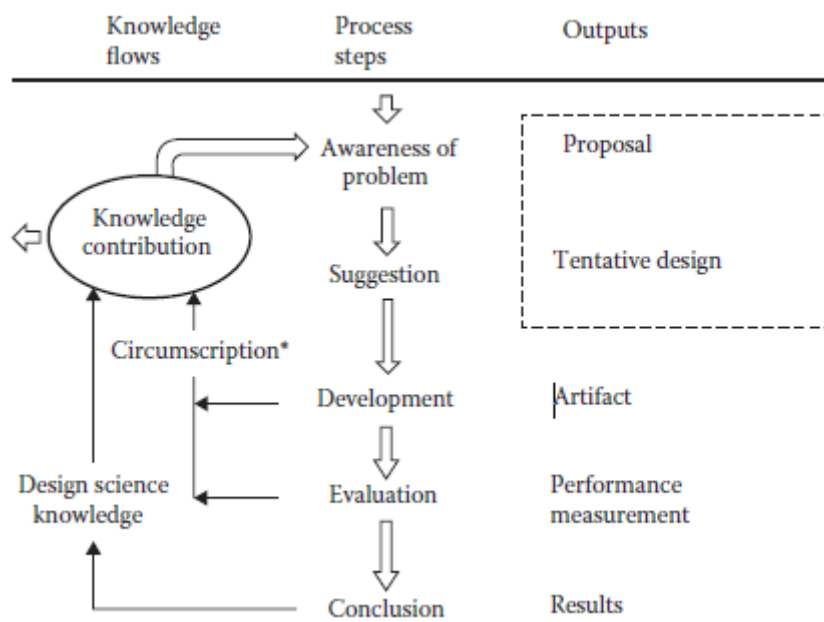 Knowledge
flows
Process
steps
Outputs
Awareness of
problem
Proposal
Knowledge
contribution
Suggestion
Tentative design
Circumscription*
Development
Artifact
Design science
knowledge
Evaluation
Performance
measurement
Conclusion
Results